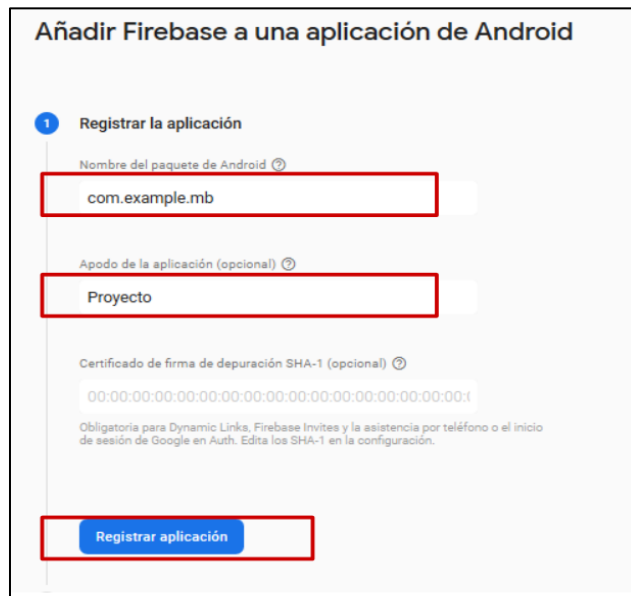 Añadir Firebase a una aplicación de Android
1 Registrar la aplicación
Nombre del paquete de Android ?
com.example.mb
Apodo de la aplicación (opcional) ?
Proyecto
Certificado de firma de depuración SHA-1 (opcional) ?
00:00:00:00:00:00:00:00:00:00:00:00:00:00:00:00:0
Obligatoria para Dynamic Links, Firebase Invites y la asistencia por teléfono o el inicio
de sesión de Google en Auth. Edita los SHA-1 en la configuración.
Registrar aplicación